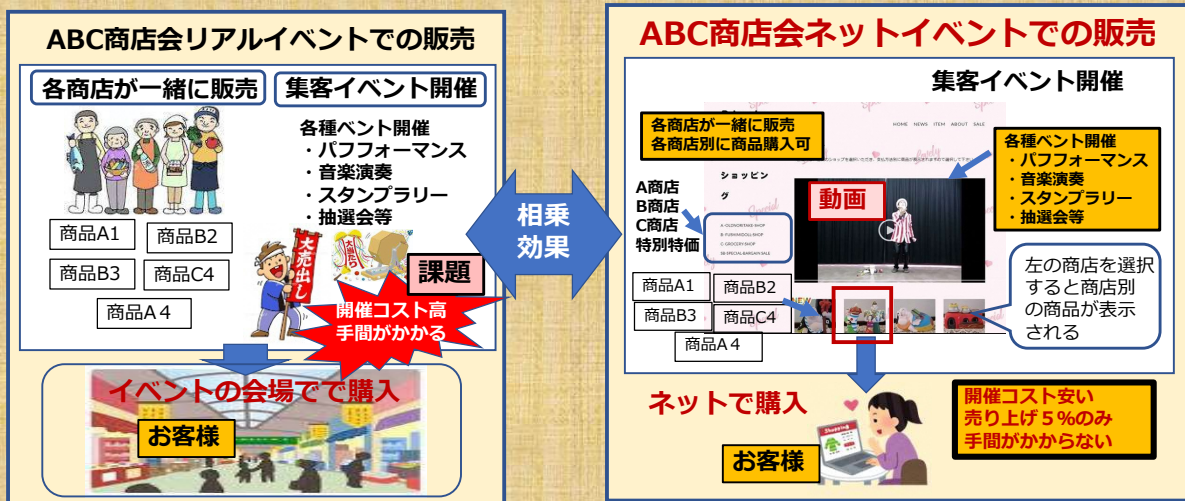 ABC商店会リアルイベントでの販売
各商店が一緒に販売
集客イベント開催
各種ベント開催
・パフフォーマンス
・音楽演奏
・スタンプラリー
・抽選会等
商品A1
商品B2
商品B3
商品C4
商品A４
大売出し
大当たり
課題
開催コスト高
手間がかかる
イベントの会場でで購入
お客様
相乗
効果
ABC商店会ネットイベントでの販売
集客イベント開催
各商店が一緒に販売
各商店別に商品購入可
HOME NEWS ITEM ABOUT SALE
各種ベント開催
・パフフォーマンス
・音楽演奏
・スタンプラリー
・抽選会等
ショッピン
グ
動画
A商店
B商店
C商店
特別特価
Special
Lovely
A-OLDNORITAKE-SHOP
C-GROCERY-SHOP
商品A1
商品B2
商品B3
商品C4
商品A４
NEW
左の商店を選択
すると商店別
の商品が表示
される
ネットで購入
Shopping
お客様
開催コスト安い
売り上げ５%のみ
手間がかからない